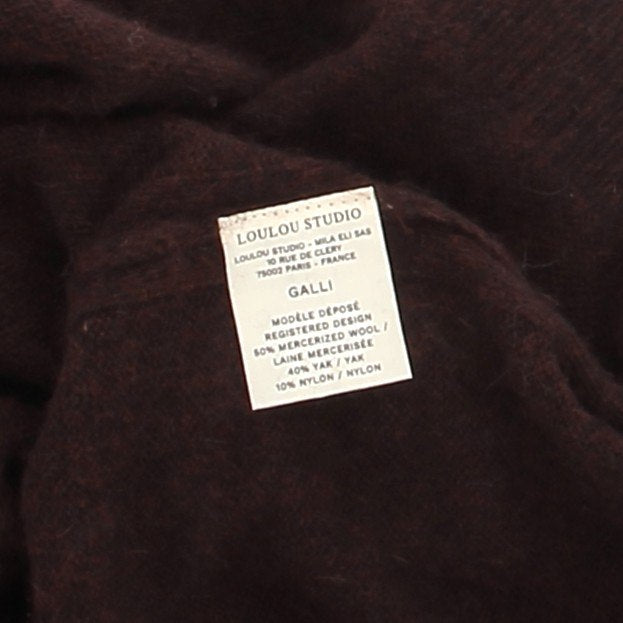 LOULOU STUDIO
LOULOU STUDIO - MILA ELI SAS
10 RUE DE CLERY
75002 PARIS - FRANCE
GALLI
MODÈLE DÉPOSÉ
REGISTERED DESIGN
50% MERCERIZED WOOL /
LAINE MERCERISÉE
40% YAK / YAK
10% NYLON / NYLON